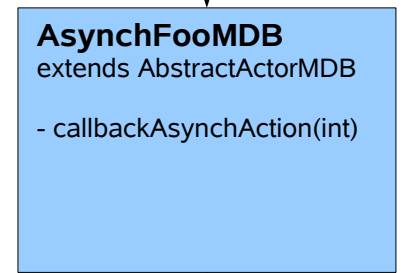 AsynchFooMDB
extends AbstractActorMDB
- callbackAsynchAction(int)